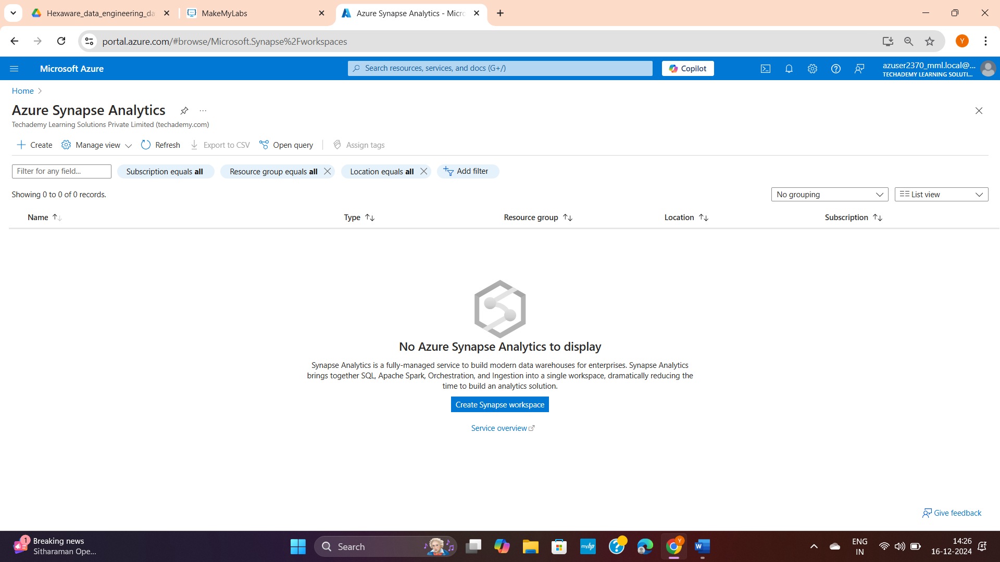 Hexaware_data_engineering_da
MakeMyLabs
Azure Synapse Analytics - Micro
portal.azure.com/#browse/Microsoft.Synapse%2Fworkspaces
Y
Microsoft Azure
Search resources, services, and docs (G+/)
Copilot
azuser2370_mml.local@...
TECHADEMY LEARNING SOLUTI...
Home
Azure Synapse Analytics
...
Techademy Learning Solutions Private Limited (techademy.com)
Create
Manage view
Refresh
Export to CSV
Open query
Assign tags
Filter for any field...
Subscription equals all
Resource group equals all
Location equals all
Add filter
Showing 0 to 0 of 0 records.
No grouping
List view
Name
Type
Resource group
Location
Subscription
No Azure Synapse Analytics to display
Synapse Analytics is a fully-managed service to build modern data warehouses for enterprises. Synapse Analytics
brings together SQL, Apache Spark, Orchestration, and Ingestion into a single workspace, dramatically reducing the
time to build an analytics solution.
Create Synapse workspace
Service overview
Give feedback
1
Breaking news
Sitharaman Ope...
Search
myhp
Y
W
ENG
IN
14:26
16-12-2024